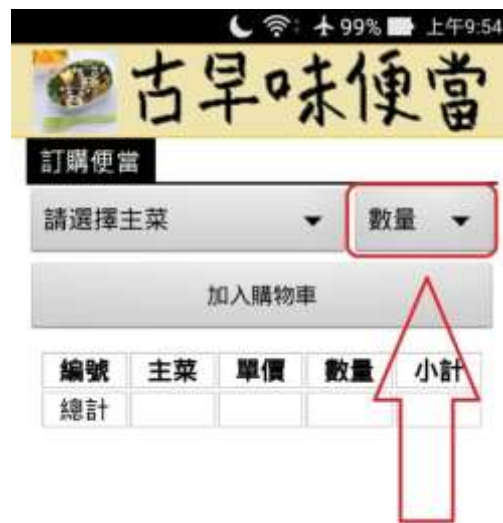 99% 上午9:54
古早味便當
訂購便當
請選擇主菜 數量
加入購物車
編號 主菜 單價 數量 小計
總計